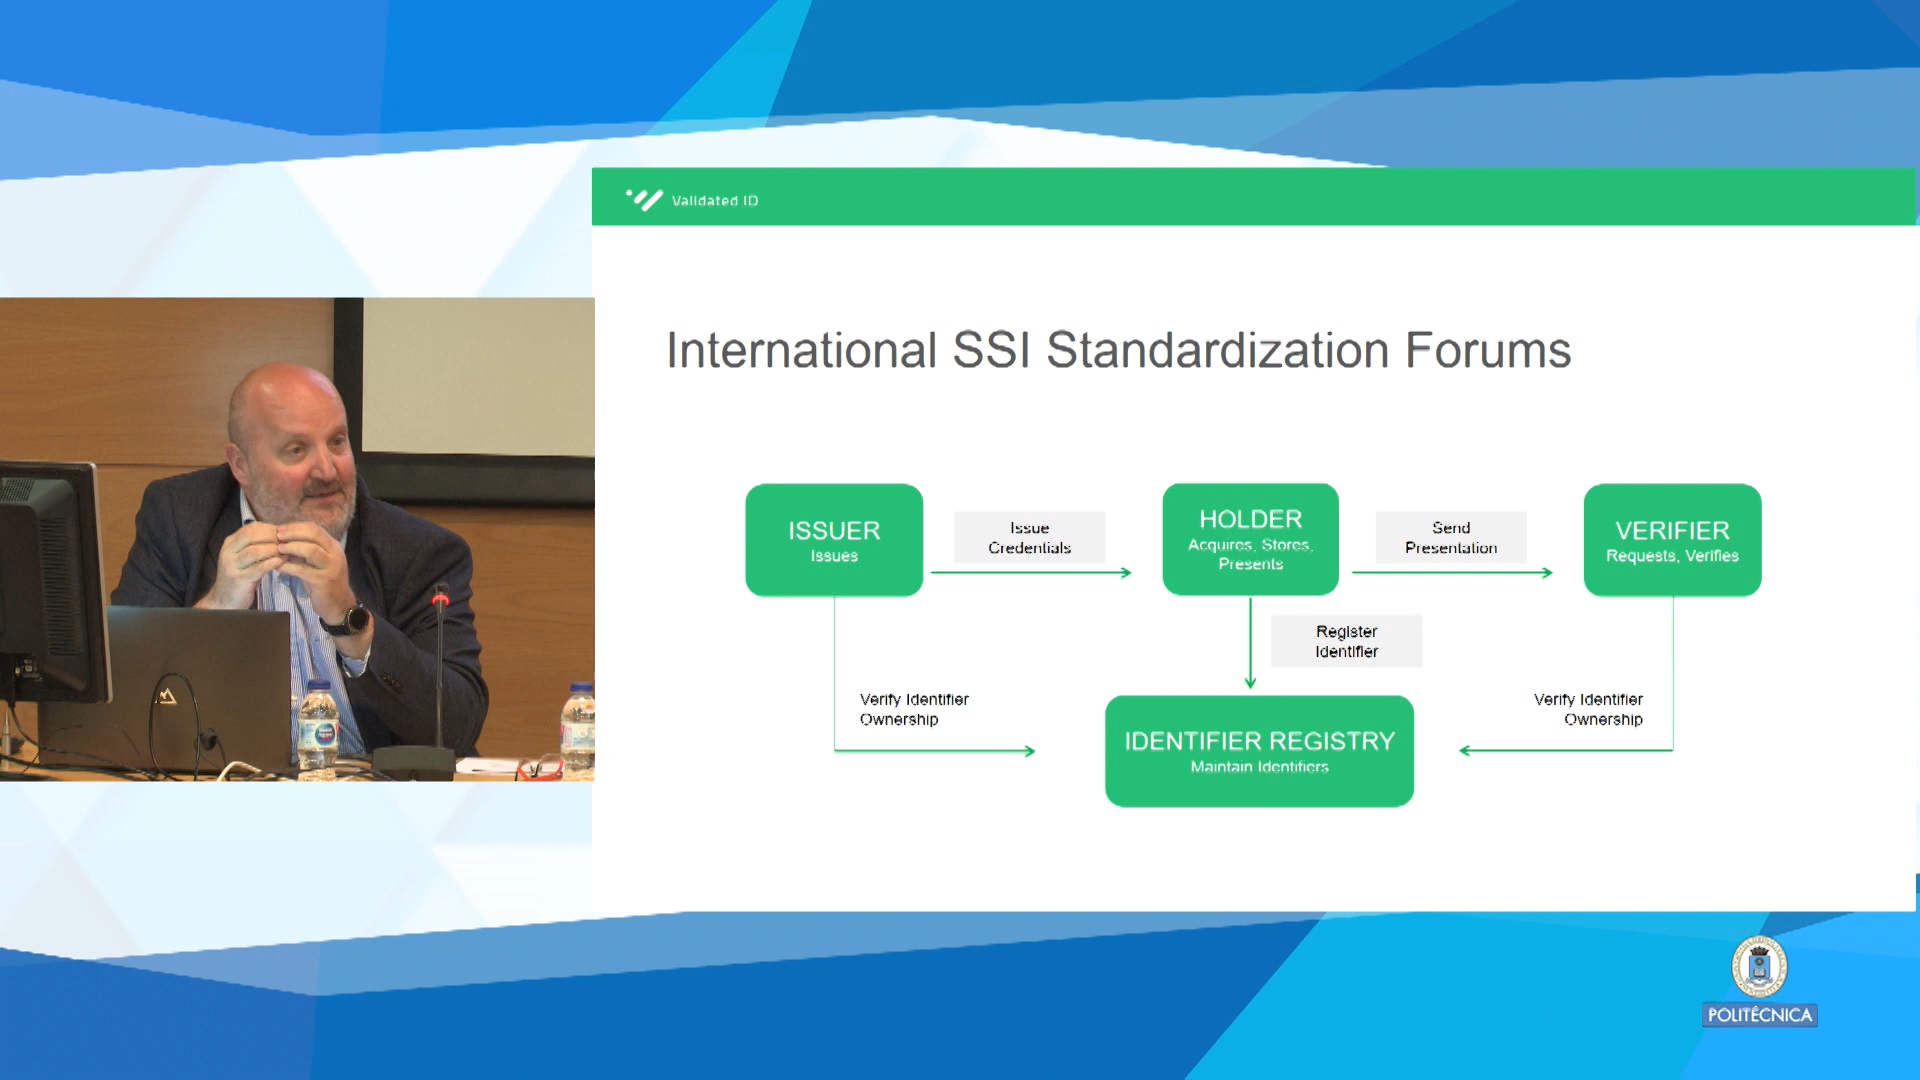 Validated ID
International SSI Standardization Forums
ISSUER
Issues
Issue
Credentials
HOLDER
Acquires, Stores,
Presents
Send
Presentation
VERIFIER
Requests, Verifies
Register
Identifier
Verify Identifier
Ownership
Verify Identifier
Ownership
IDENTIFIER REGISTRY
Maintain Identifiers
POLITÉCNICA